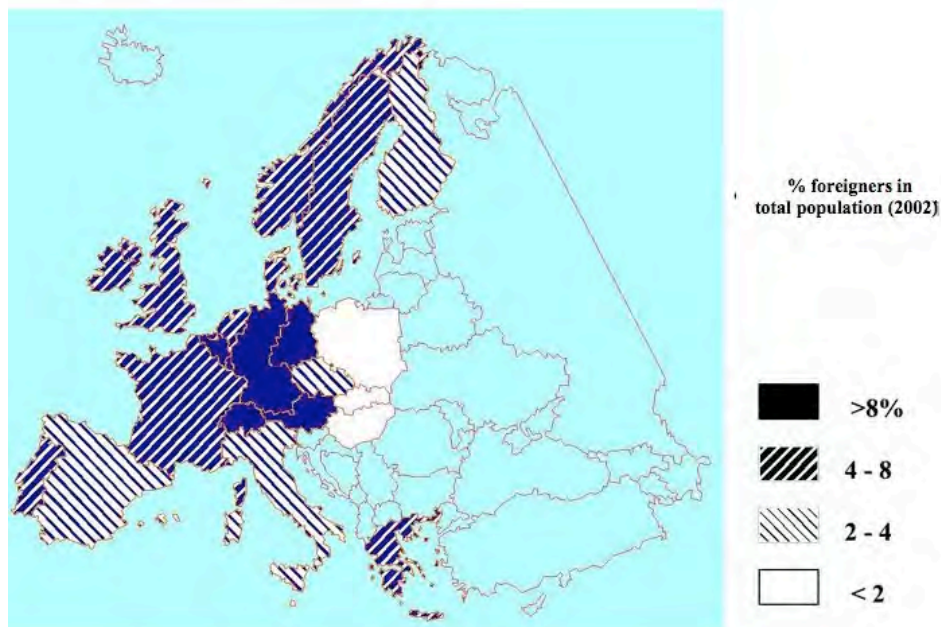 % foreigners in
total population (2002)
>8%
4 - 8
2 - 4
< 2